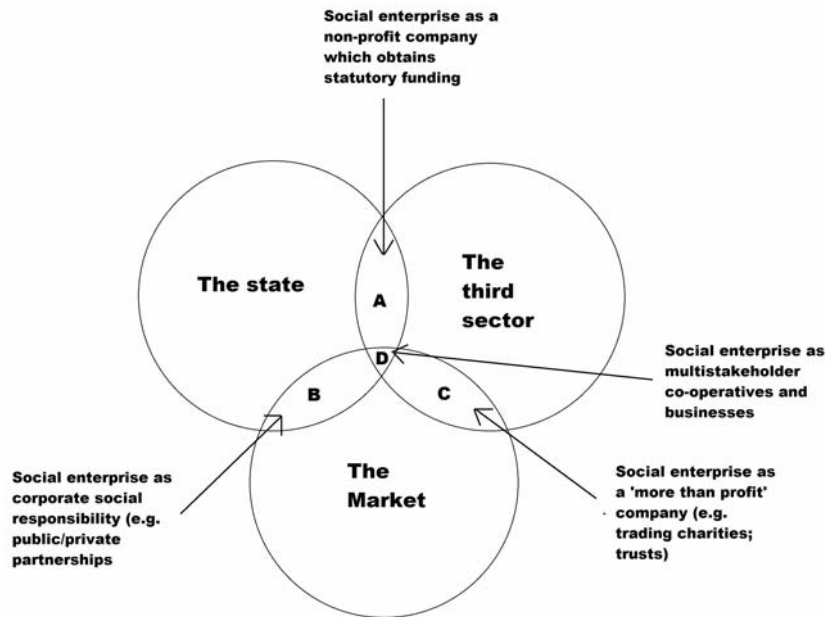 Social enterprise as a
non-profit company
which obtains
statutory funding
The state
The
third
sector
A
D
B
C
Social enterprise as
multistakeholder
co-operatives and
businesses
The
Market
Social enterprise as
corporate social
responsibility (e.g.
public/private
partnerships
Social enterprise as
a 'more than profit'
company (e.g.
trading charities;
trusts)